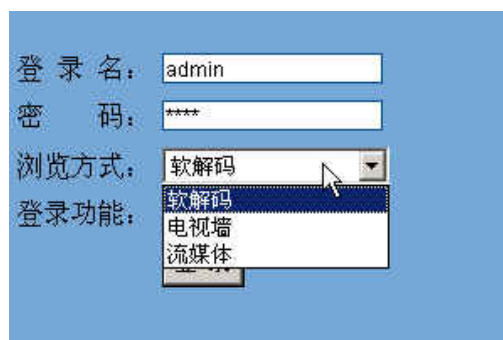 登 录 名： admin
密 码： ****
浏览方式： 软解码
登录功能： 软解码
电视墙
流媒体